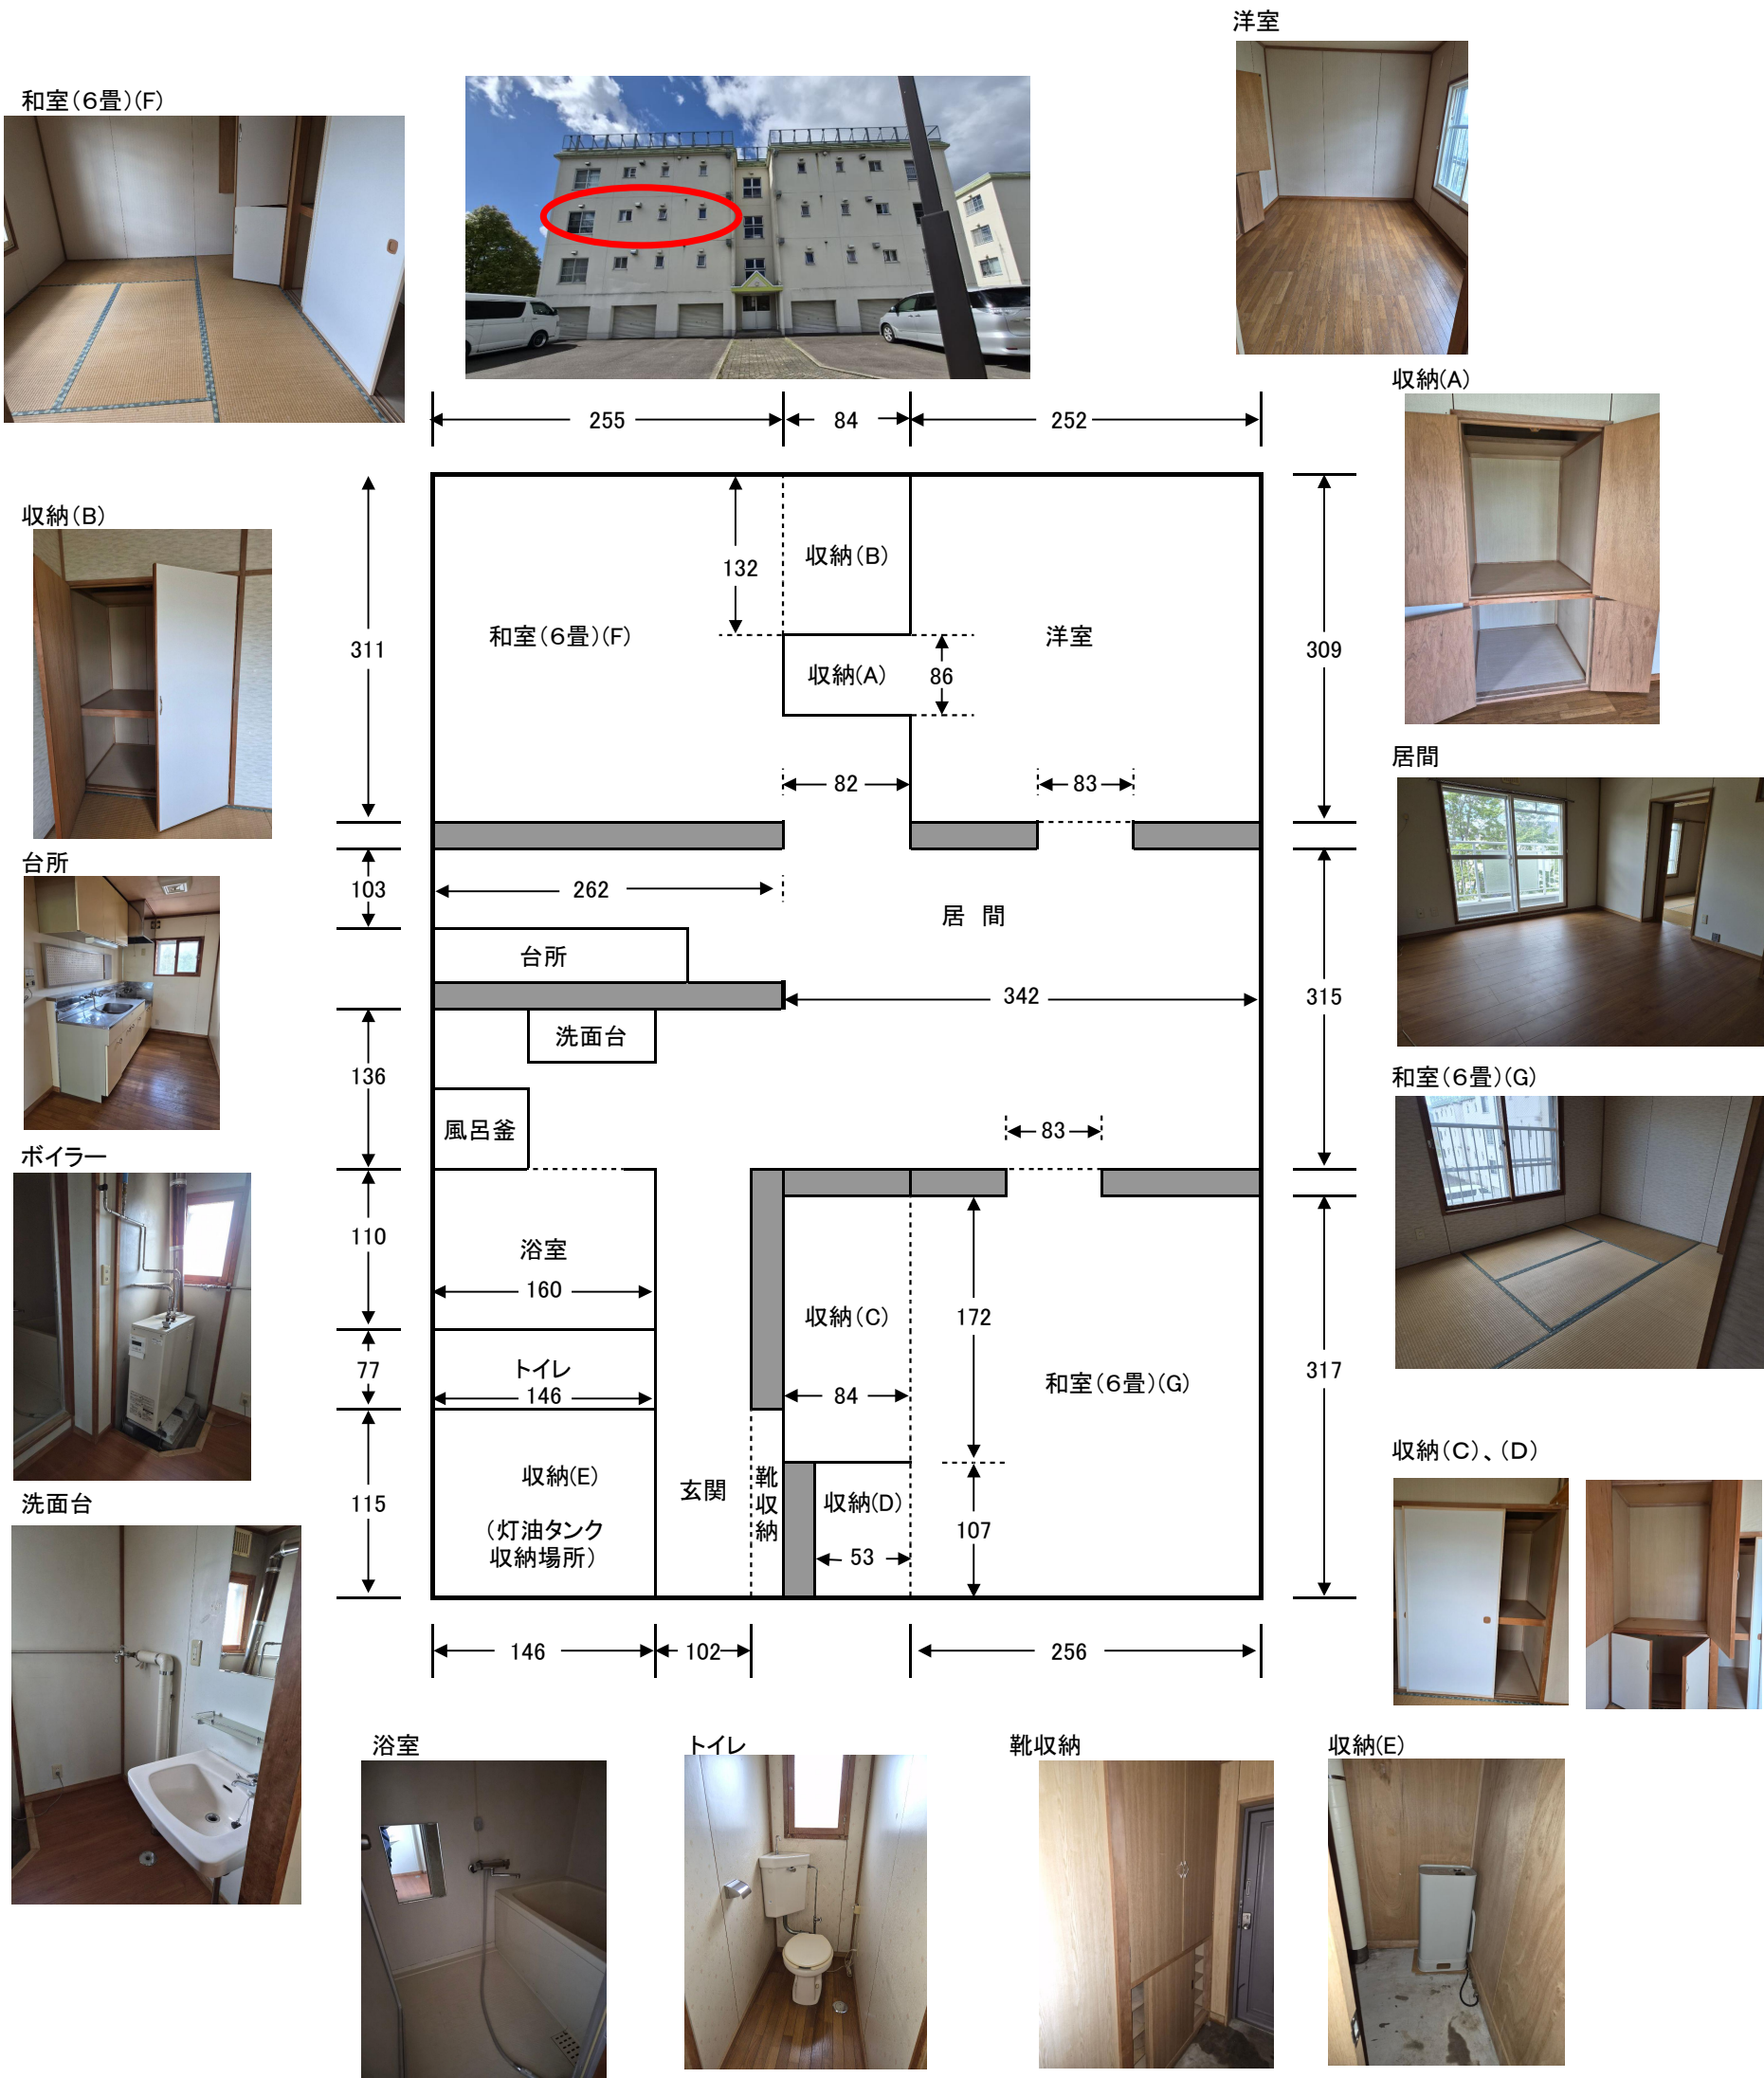 洋室
和室(6畳)(F)
収納(A)
255
84
252
収納(B)
132
収納(B)
311
和室(6畳)(F)
洋室
309
収納(A)
86
居間
82
83
台所
103
262
居 間
台所
342
315
洗面台
136
和室(6畳)(G)
風呂釜
83
ボイラー
110
浴室
160
収納(C)
172
77
トイレ
146
84
和室(6畳)(G)
317
収納(C)、(D)
115
収納(E)
(灯油タンク
収納場所)
玄関
靴収納
収納(D)
53
107
洗面台
146
102
256
浴室
トイレ
靴収納
収納(E)